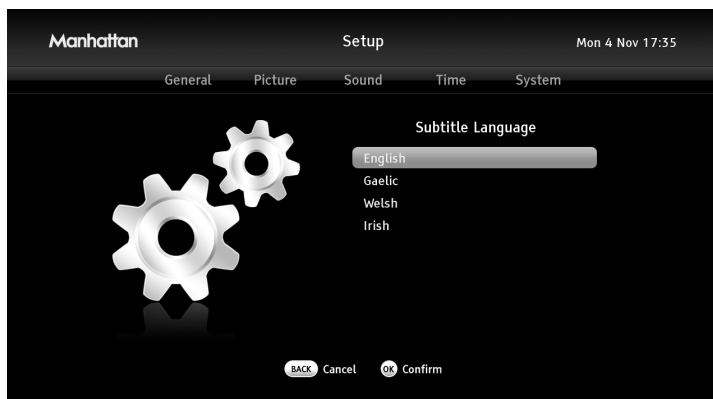 Manhattan Setup Mon 4 Nov 17:35
General Picture Sound Time System
Subtitle Language
English
Gaelic
Welsh
Irish
BACK Cancel OK Confirm